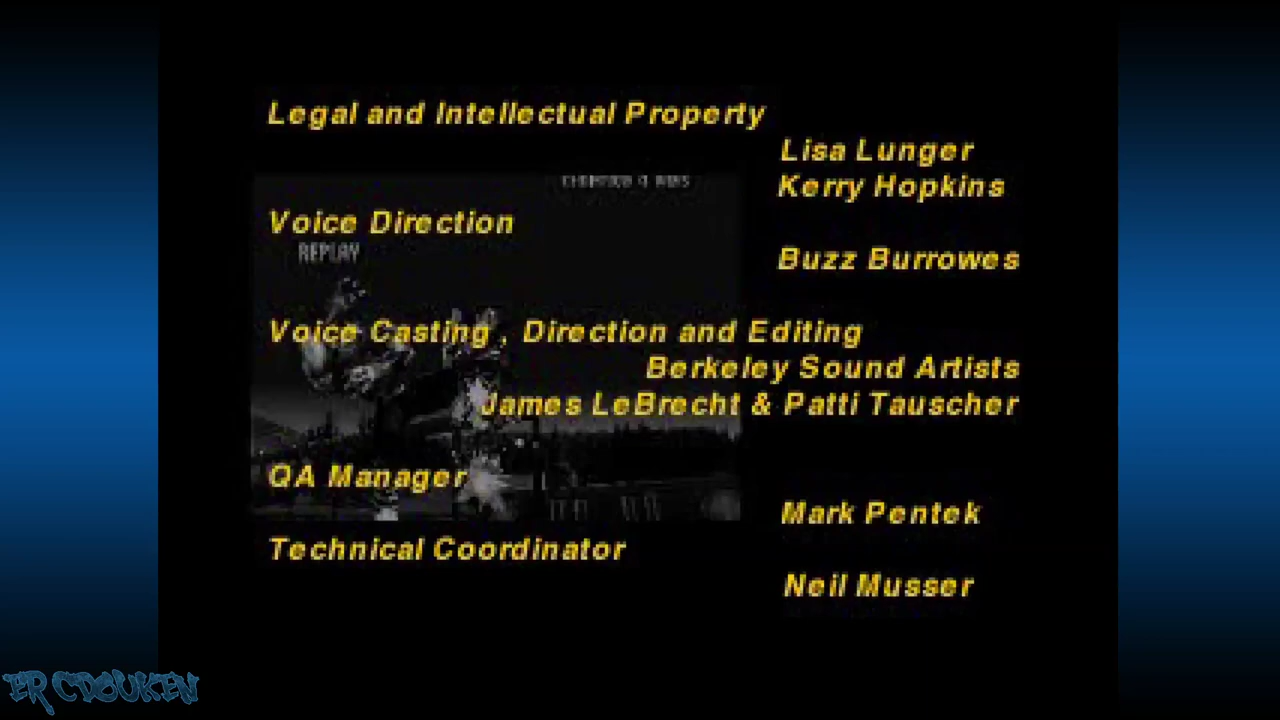 Legal and Intellectual Property
Lisa Lunger
Kerry Hopkins
Voice Direction
REPLAY
Buzz Burrowes
Voice Casting , Direction and Editing
Berkeley Sound Artists
James LeBrecht & Patti Tauscher
QA Manager
Mark Pentek
Technical Coordinator
Neil Musser